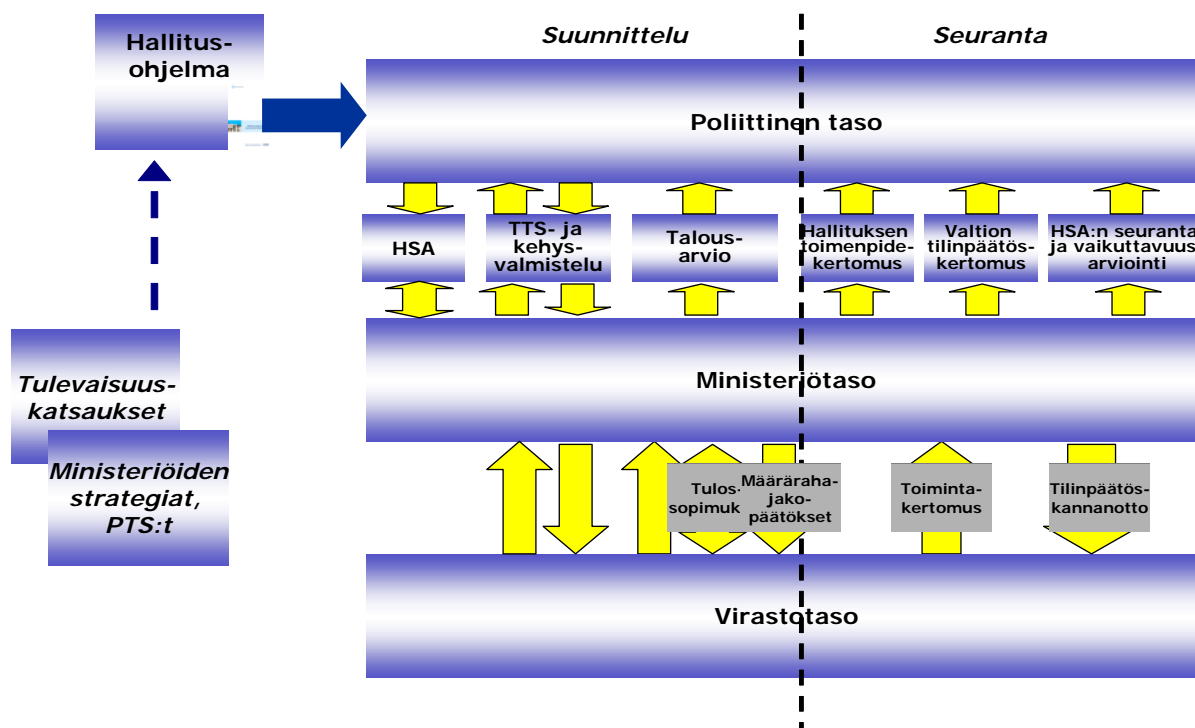 Hallitus-
ohjelma
Suunnittelu
Seuranta
Poliittinen taso
HSA
TTS- ja
kehys-
valmistelu
Talous-
arvio
Hallituksen
toimenpide-
kertomus
Valtion
tilinpäätös-
kertomus
HSA:n seuranta
ja vaikuttavuus
arviointi
Tulevaisuus-
katsaukset
Ministeriöiden
strategiat,
PTS:t
Ministeriötaso
Tulos-
sopimuk
Määräraha-
jako-
päätökset
Toiminta-
kertomus
Tilinpäätös-
kannanotto
Virastotaso